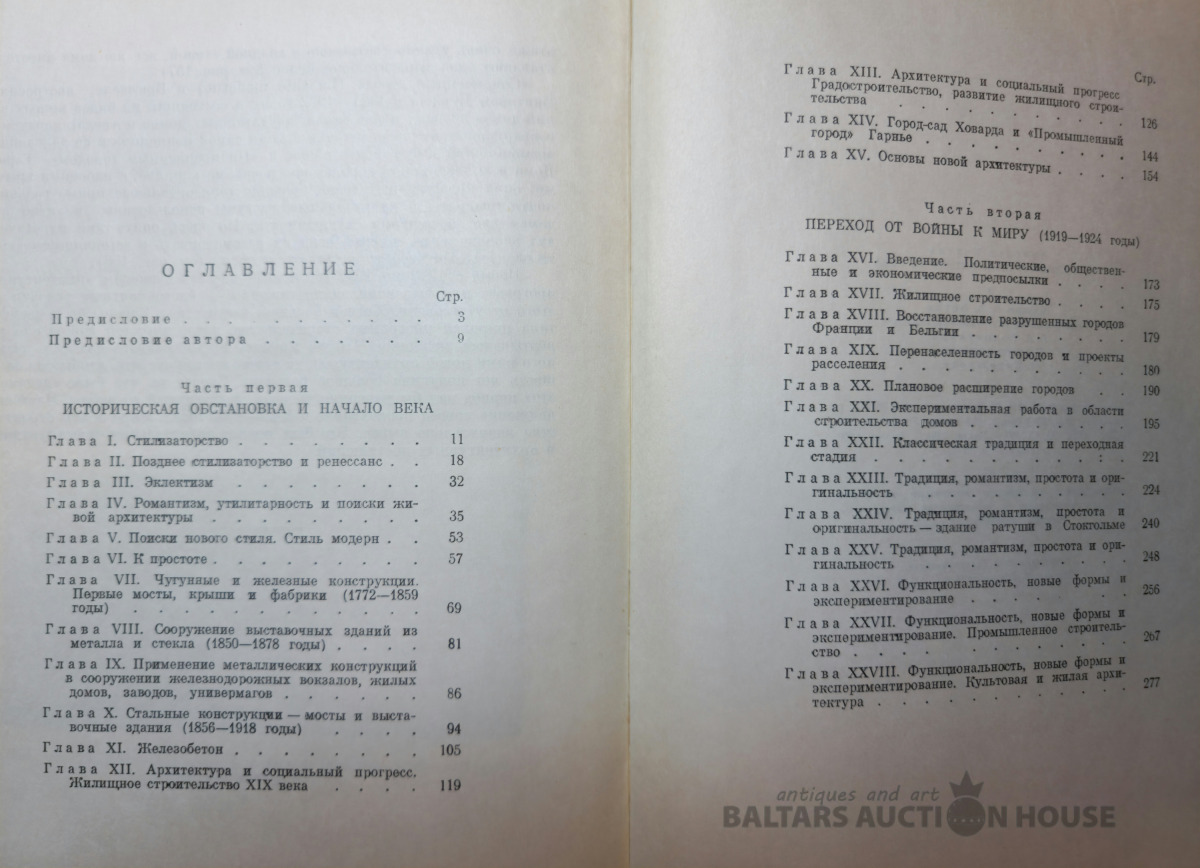 ОГЛАВЛЕНИЕ
Стр.
Предисловие . . . . . . . . . . . 3
Предисловие автора . . . . . . . 9
Часть первая
ИСТОРИЧЕСКАЯ ОБСТАНОВКА И НАЧАЛО ВЕКА
Глава I. Стилизаторство . . . . . . . . 11
Глава II. Позднее стилизаторство и ренессанс . . 18
Глава III. Эклектизм . . . . . . . . 32
Глава IV. Романтизм, утилитарность и поиски жи-
вой архитектуры . . . . . . . . . 35
Глава V. Поиски нового стиля. Стиль модерн . . 53
Глава VI. К простоте . . . . . . . . . 57
Глава VII. Чугунные и железные конструкции.
Первые мосты, крыши и фабрики (1772—1859
годы) . . . . . . . . . . . . 69
Глава VIII. Сооружение выставочных зданий из
металла и стекла (1850—1878 годы) . . . . 81
Глава IX. Применение металлических конструкций
в сооружении железнодорожных вокзалов, жилых
домов, заводов, универмагов . . . . . . 86
Глава X. Стальные конструкции — мосты и выста-
вочные здания (1856—1918 годы) . . . . 94
Глава XI. Железобетон . . . . . . . . 105
Глава XII. Архитектура и социальный прогресс.
Жилищное строительство XIX века . . . . 119
Стр.
Глава XIII. Архитектура и социальный прогресс
Градостроительство, развитие жилищного строи-
тельства . . . . . . . . . . 126
Глава XIV. Город-сад Ховарда и «Промышленный
город» Гарнье . . . . . . . . . . 144
Глава XV. Основы новой архитектуры . . . . 154
Часть вторая
ПЕРЕХОД ОТ ВОЙНЫ К МИРУ (1919—1924 годы)
Глава XVI. Введение. Политические, обществен-
ные и экономические предпосылки . . . . 173
Глава XVII. Жилищное строительство . . . . 175
Глава XVIII. Восстановление разрушенных городов
Франции и Бельгии . . . . . . . . 179
Глава XIX. Перенаселенность городов и проекты
расселения . . . . . . . . . . . 180
Глава XX. Плановое расширение городов . . 190
Глава XXI. Экспериментальная работа в области
строительства домов . . . . . . . . 195
Глава XXII. Классическая традиция и переходная
стадия . . . . . . . . . . : . 221
Глава XXIII. Традиция, романтизм, простота и ори-
гинальность . . . . . . . . . . 224
Глава XXIV. Традиция, романтизм, простота и
оригинальность — здание ратуши в Стокгольме 240
Глава XXV. Традиция, романтизм, простота и ори-
гинальность . . . . . . . . . . 248
Глава XXVI. Функциональность, новые формы и
экспериментирование . . . . . . . 256
Глава XXVII. Функциональность, новые формы и
экспериментирование. Промышленное строитель-
ство . . . . . . . . . . . 267
Глава XXVIII. Функциональность, новые формы и
экспериментирование. Культовая и жилая архи-
тектура . . . . . . . . . . . 277
antiques and art
BALTARS AUCTION HOUSE